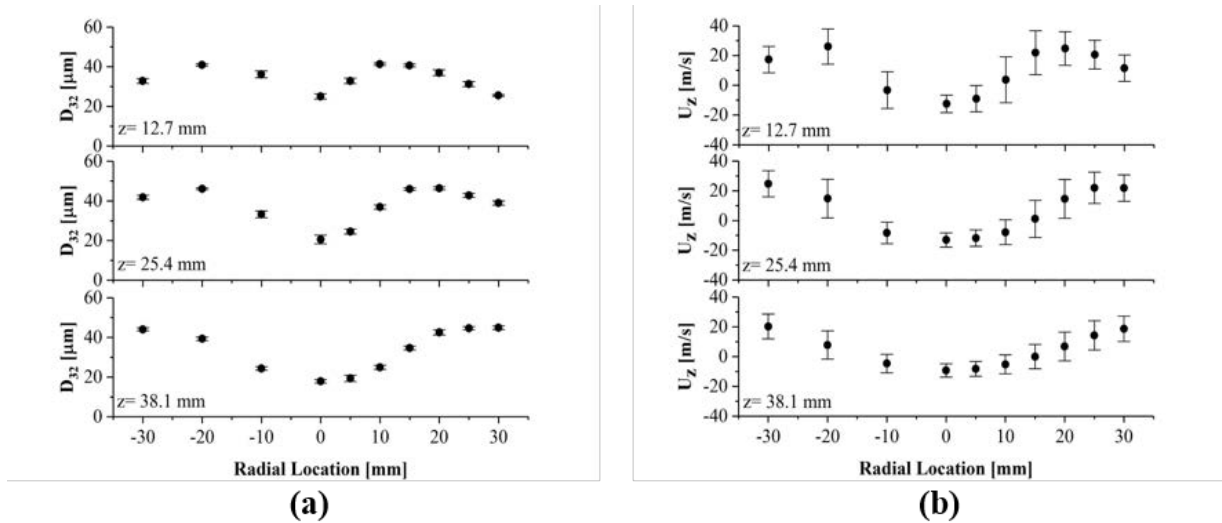 60
40
20
0
D32 [μm]
z= 12.7 mm
60
40
20
0
D32 [μm]
z= 25.4 mm
60
40
20
0
D32 [μm]
z= 38.1 mm
-30 -20 -10 0 10 20 30
Radial Location [mm]
(a)
40
20
0
-20
-40
UZ [m/s]
z= 12.7 mm
40
20
0
-20
-40
UZ [m/s]
z= 25.4 mm
40
20
0
-20
-40
UZ [m/s]
z= 38.1 mm
-30 -20 -10 0 10 20 30
Radial Location [mm]
(b)